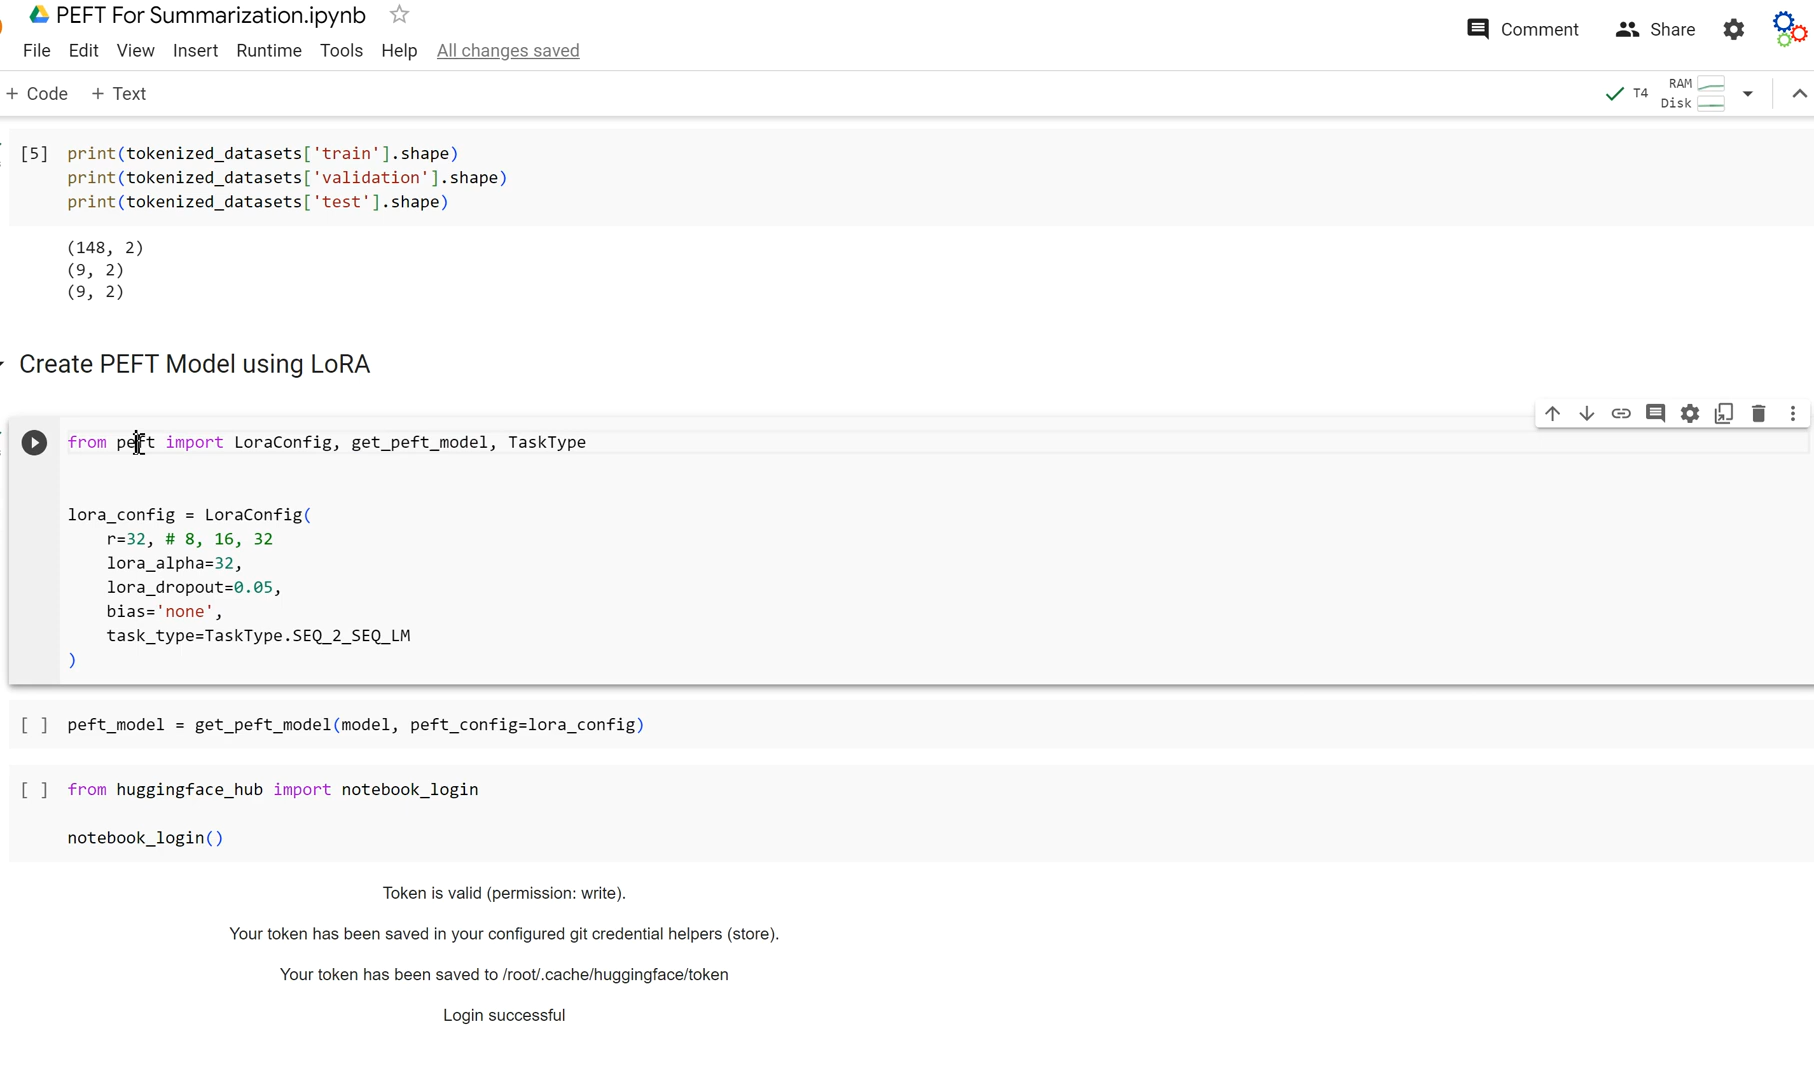 PEFT For Summarization.ipynb
Comment
Share
File Edit View Insert Runtime Tools Help All changes saved
+ Code + Text
T4
RAM
Disk
[5] print(tokenized_datasets['train'].shape)
print(tokenized_datasets['validation'].shape)
print(tokenized_datasets['test'].shape)
(148, 2)
(9, 2)
(9, 2)
Create PEFT Model using LoRA
from peft import LoraConfig, get_peft_model, TaskType
lora_config = LoraConfig(
r=32, # 8, 16, 32
lora_alpha=32,
lora_dropout=0.05,
bias='none',
task_type=TaskType.SEQ_2_SEQ_LM
)
[ ] peft_model = get_peft_model(model, peft_config=lora_config)
[ ] from huggingface_hub import notebook_login
notebook_login()
Token is valid (permission: write).
Your token has been saved in your configured git credential helpers (store).
Your token has been saved to /root/.cache/huggingface/token
Login successful